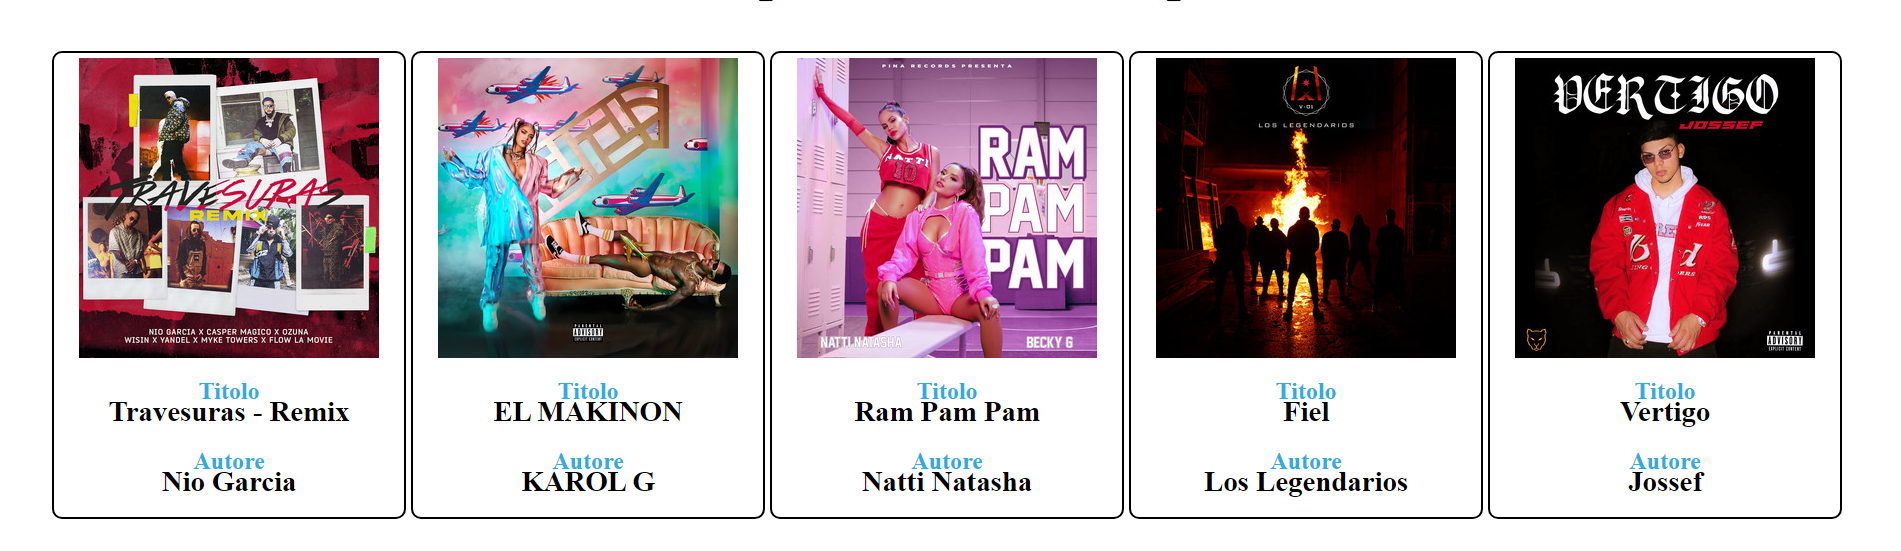 TRAVESURAS
REMIX
NIO GARCIA X CASPER MAGICO X OZUNA
WISIN X YANDEL X MYKE TOWERS X FLOW LA MOVIE
Titolo
Travesuras - Remix
Autore
Nio Garcia
PARENTAL
ADVISORY
EXPLICIT CONTENT
Titolo
EL MAKINON
Autore
KAROL G
PINA RECORDS PRESENTA
NATTI
10
RAM
PAM
PAM
NATTI NATASHA
BECKY G
Titolo
Ram Pam Pam
Autore
Natti Natasha
V-01
LOS LEGENDARIOS
Titolo
Fiel
Autore
Los Legendarios
VERTIGO
JOSSEF
PARENTAL
ADVISORY
EXPLICIT CONTENT
Titolo
Vertigo
Autore
Jossef